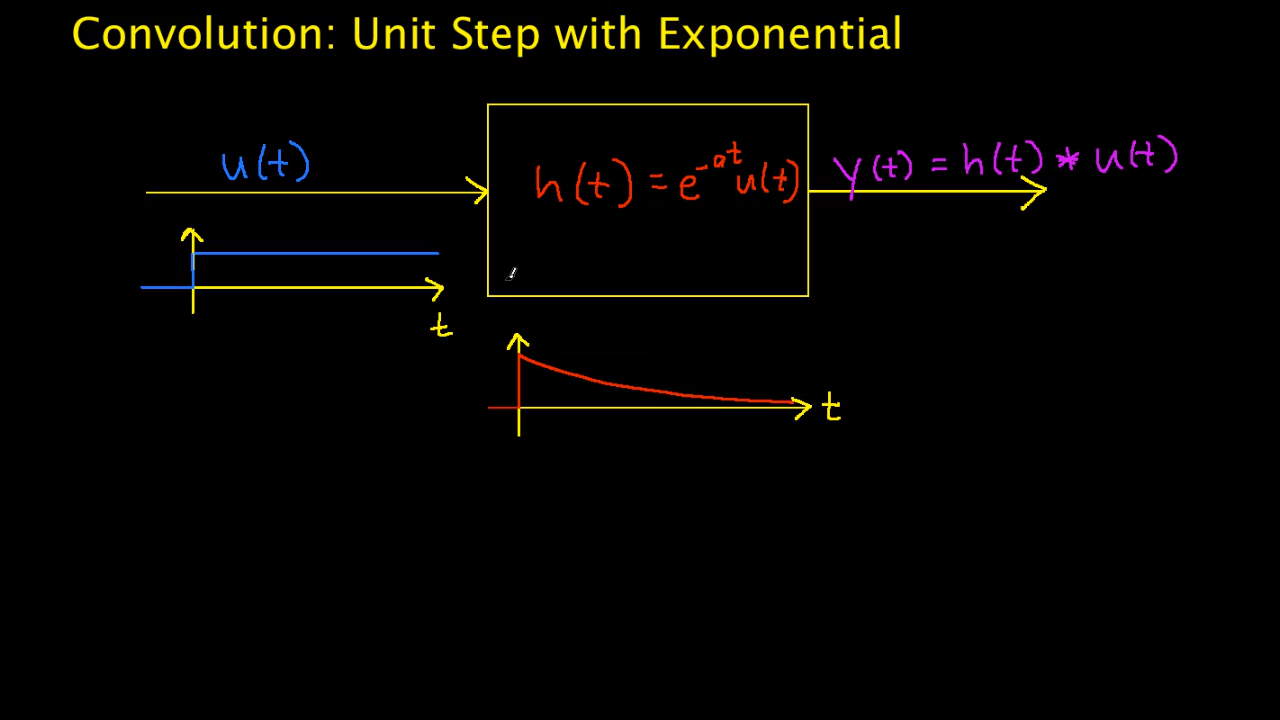 Convolution: Unit Step with Exponential
u(t)
h(t) = e^-at u(t)
y(t) = h(t) * u(t)
t
t